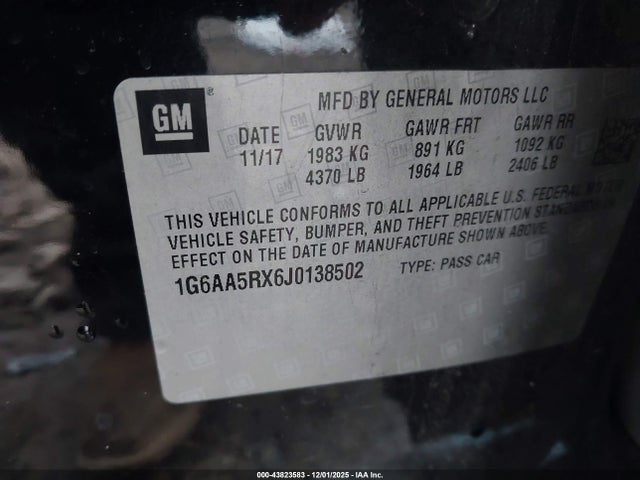 GM ®
MFD BY GENERAL MOTORS LLC
DATE GVWR GAWR FRT GAWR RR
11/17 1983 KG 891 KG 1092 KG
4370 LB 1964 LB 2406 LB
THIS VEHICLE CONFORMS TO ALL APPLICABLE U.S. FEDERAL MOTOR
VEHICLE SAFETY, BUMPER, AND THEFT PREVENTION STANDARDS IN
EFFECT ON THE DATE OF MANUFACTURE SHOWN ABOVE.
1G6AA5RX6J0138502 TYPE: PASS CAR
000-43823583 - 12/01/2025 - IAA Inc.